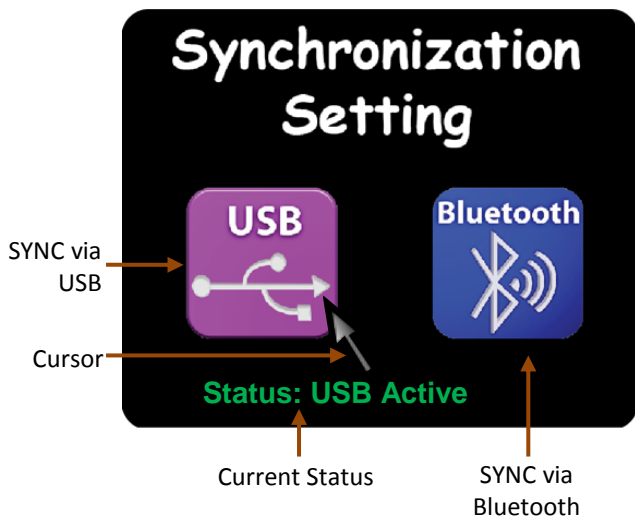 Synchronization
Setting
USB
Bluetooth
SYNC via
USB
Cursor
Status: USB Active
Current Status
SYNC via
Bluetooth